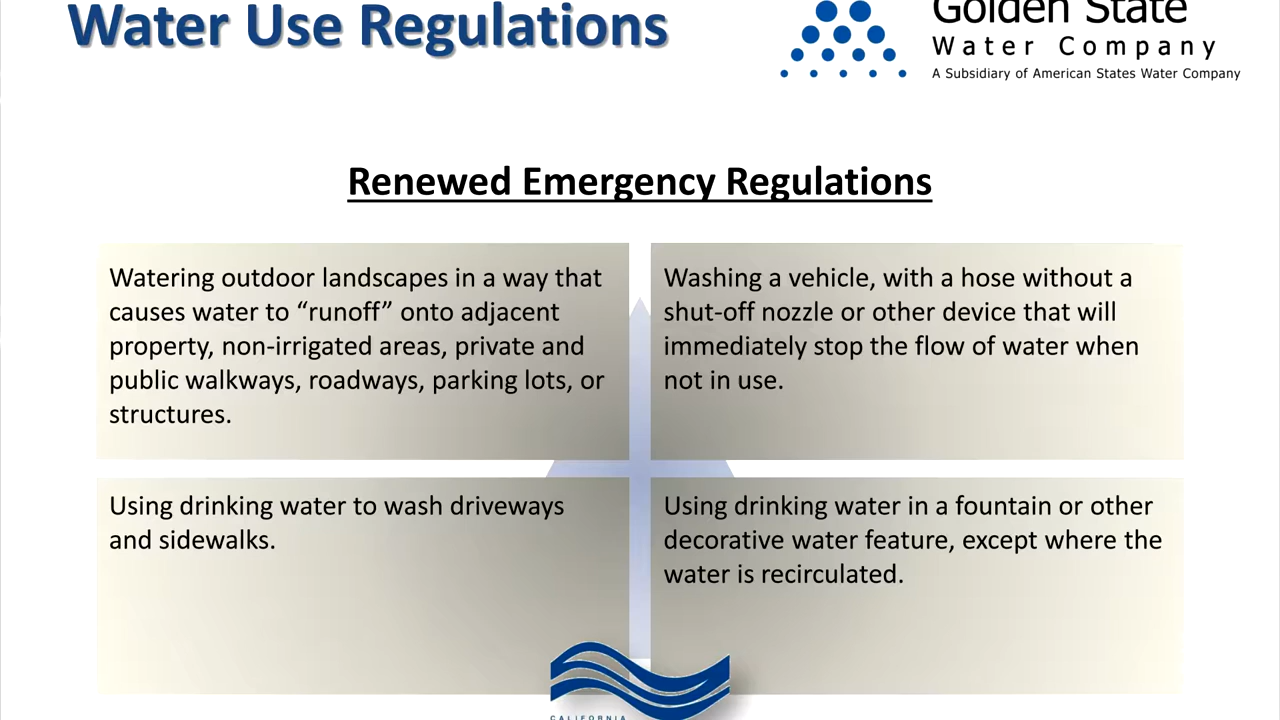 Water Use Regulations
Golden State
Water Company
A Subsidiary of American States Water Company
Renewed Emergency Regulations
Watering outdoor landscapes in a way that
causes water to “runoff” onto adjacent
property, non-irrigated areas, private and
public walkways, roadways, parking lots, or
structures.
Washing a vehicle, with a hose without a
shut-off nozzle or other device that will
immediately stop the flow of water when
not in use.
Using drinking water to wash driveways
and sidewalks.
Using drinking water in a fountain or other
decorative water feature, except where the
water is recirculated.
CALIFORNIA